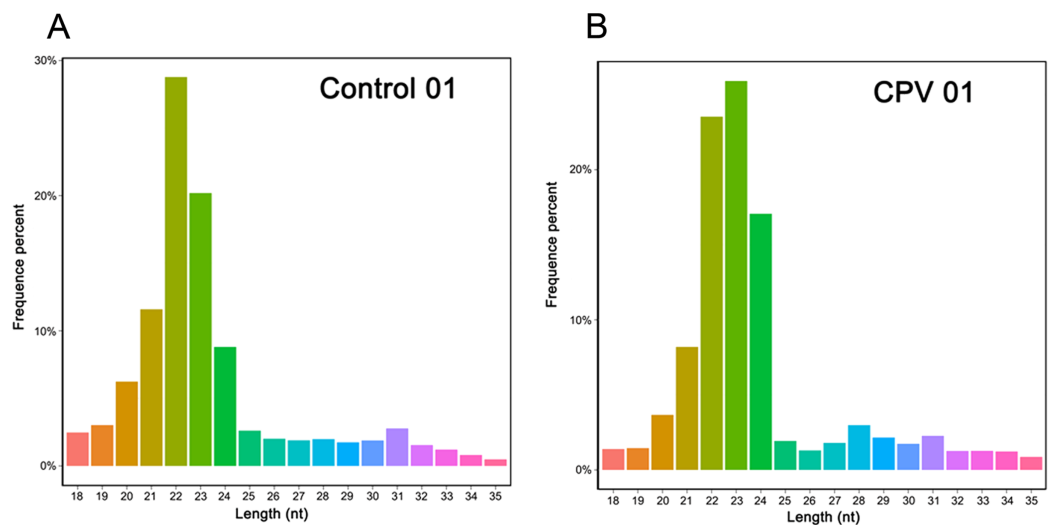 A
Control 01
Frequence percent
30%
20%
10%
0%
18 19 20 21 22 23 24 25 26 27 28 29 30 31 32 33 34 35
Length (nt)
B
CPV 01
Frequence percent
20%
10%
0%
18 19 20 21 22 23 24 25 26 27 28 29 30 31 32 33 34 35
Length (nt)